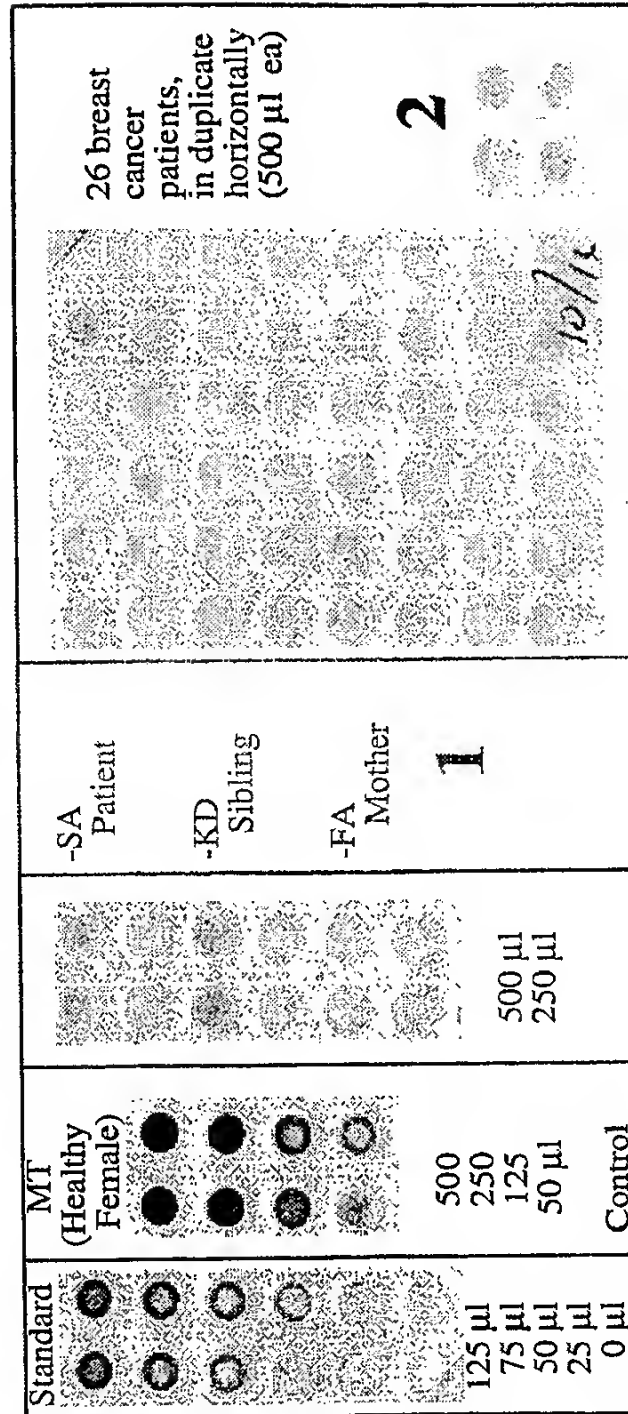 Standard
125 µl
75 µl
50 µl
25 µl
0 µl
MT
(Healthy
Female)
500
250
125
50 µl
Control
500 µl
250 µl
-SA
Patient
-KD
Sibling
-FA
Mother
1
26 breast
cancer
patients,
in duplicate
horizontally
(500 µl ea)
2